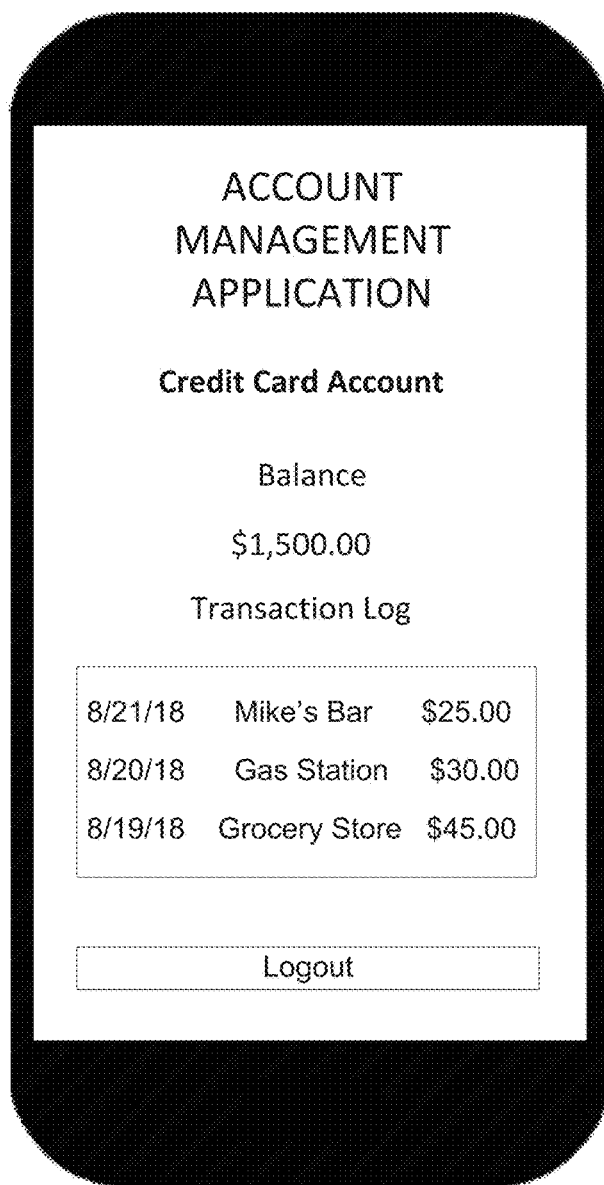 ACCOUNT
MANAGEMENT
APPLICATION
Credit Card Account
Balance
$1,500.00
Transaction Log
8/21/18 Mike's Bar $25.00
8/20/18 Gas Station $30.00
8/19/18 Grocery Store $45.00
Logout